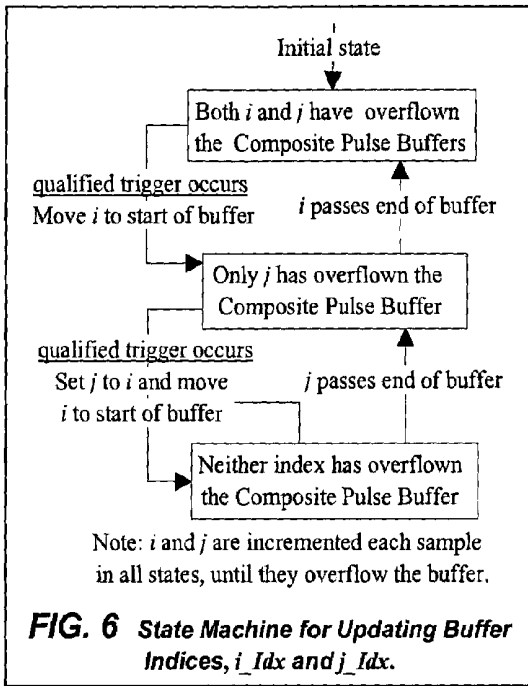 Initial state
Both i and j have overflown
the Composite Pulse Buffers
qualified trigger occurs
Move i to start of buffer
i passes end of buffer
Only j has overflown the
Composite Pulse Buffer
qualified trigger occurs
Set j to i and move
i to start of buffer
j passes end of buffer
Neither index has overflown
the Composite Pulse Buffer
Note: i and j are incremented each sample
in all states, until they overflow the buffer.
FIG. 6 State Machine for Updating Buffer
Indices, i_Idx and j_Idx.